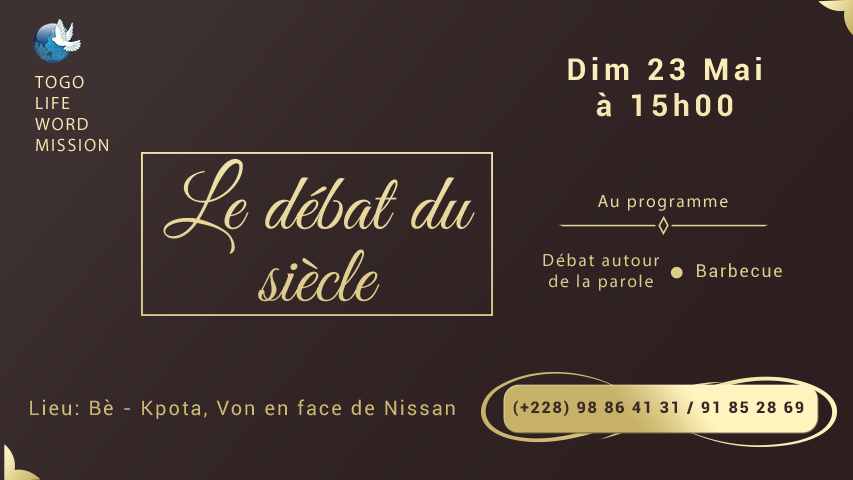 TOGO
LIFE
WORD
MISSION
Dim 23 Mai
à 15h00
Le débat du
siècle
Au programme
Débat autour
de la parole
Barbecue
Lieu: Bè - Kpota, Von en face de Nissan
(+228) 98 86 41 31 / 91 85 28 69